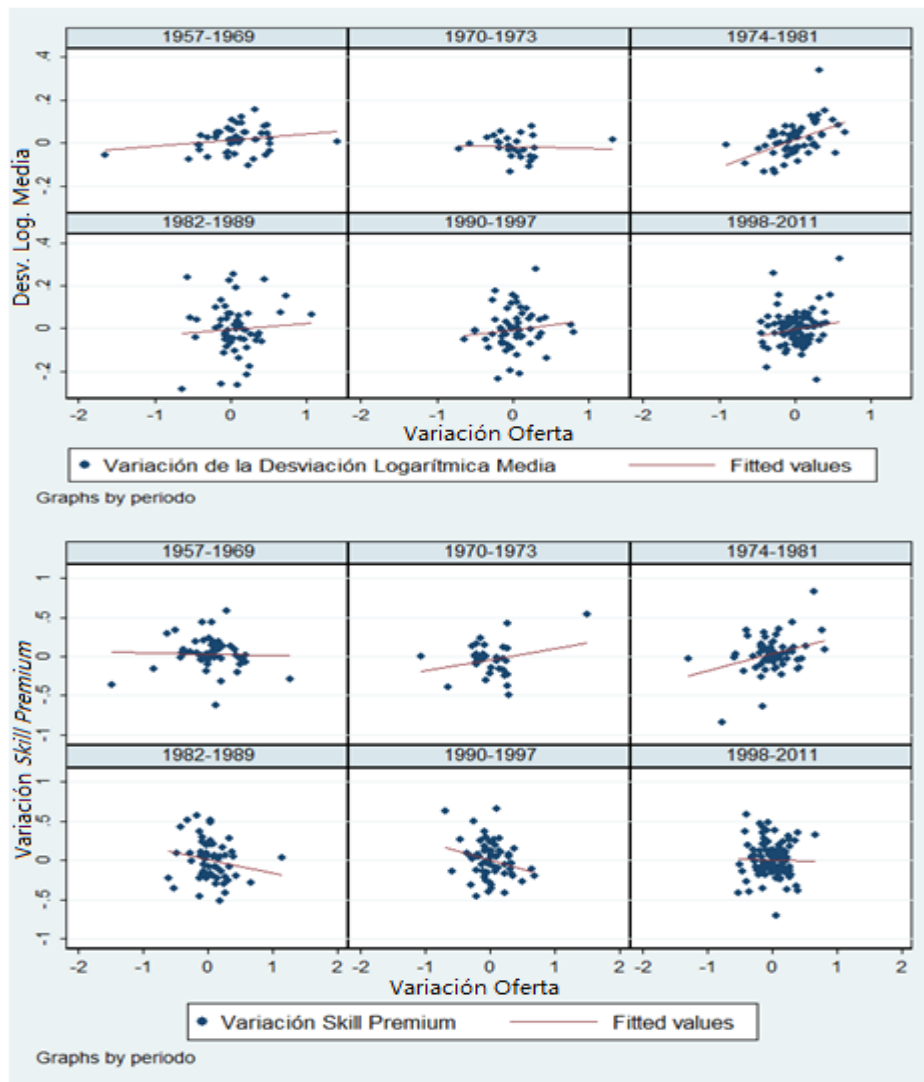 1957-1969 1970-1973 1974-1981
.4
.2
0
-.2
1982-1989 1990-1997 1998-2011
.4
.2
0
-.2
Desv. Log. Media
-2 -1 0 1 -2 -1 0 1 -2 -1 0 1
Variación Oferta
Variación de la Desviación Logarítmica Media Fitted values
Graphs by periodo
1957-1969 1970-1973 1974-1981
1
.5
0
-.5
-1
1982-1989 1990-1997 1998-2011
1
.5
0
-.5
-1
Variación Skill Premium
-2 -1 0 1 2 -2 -1 0 1 2 -2 -1 0 1 2
Variación Oferta
Variación Skill Premium Fitted values
Graphs by periodo